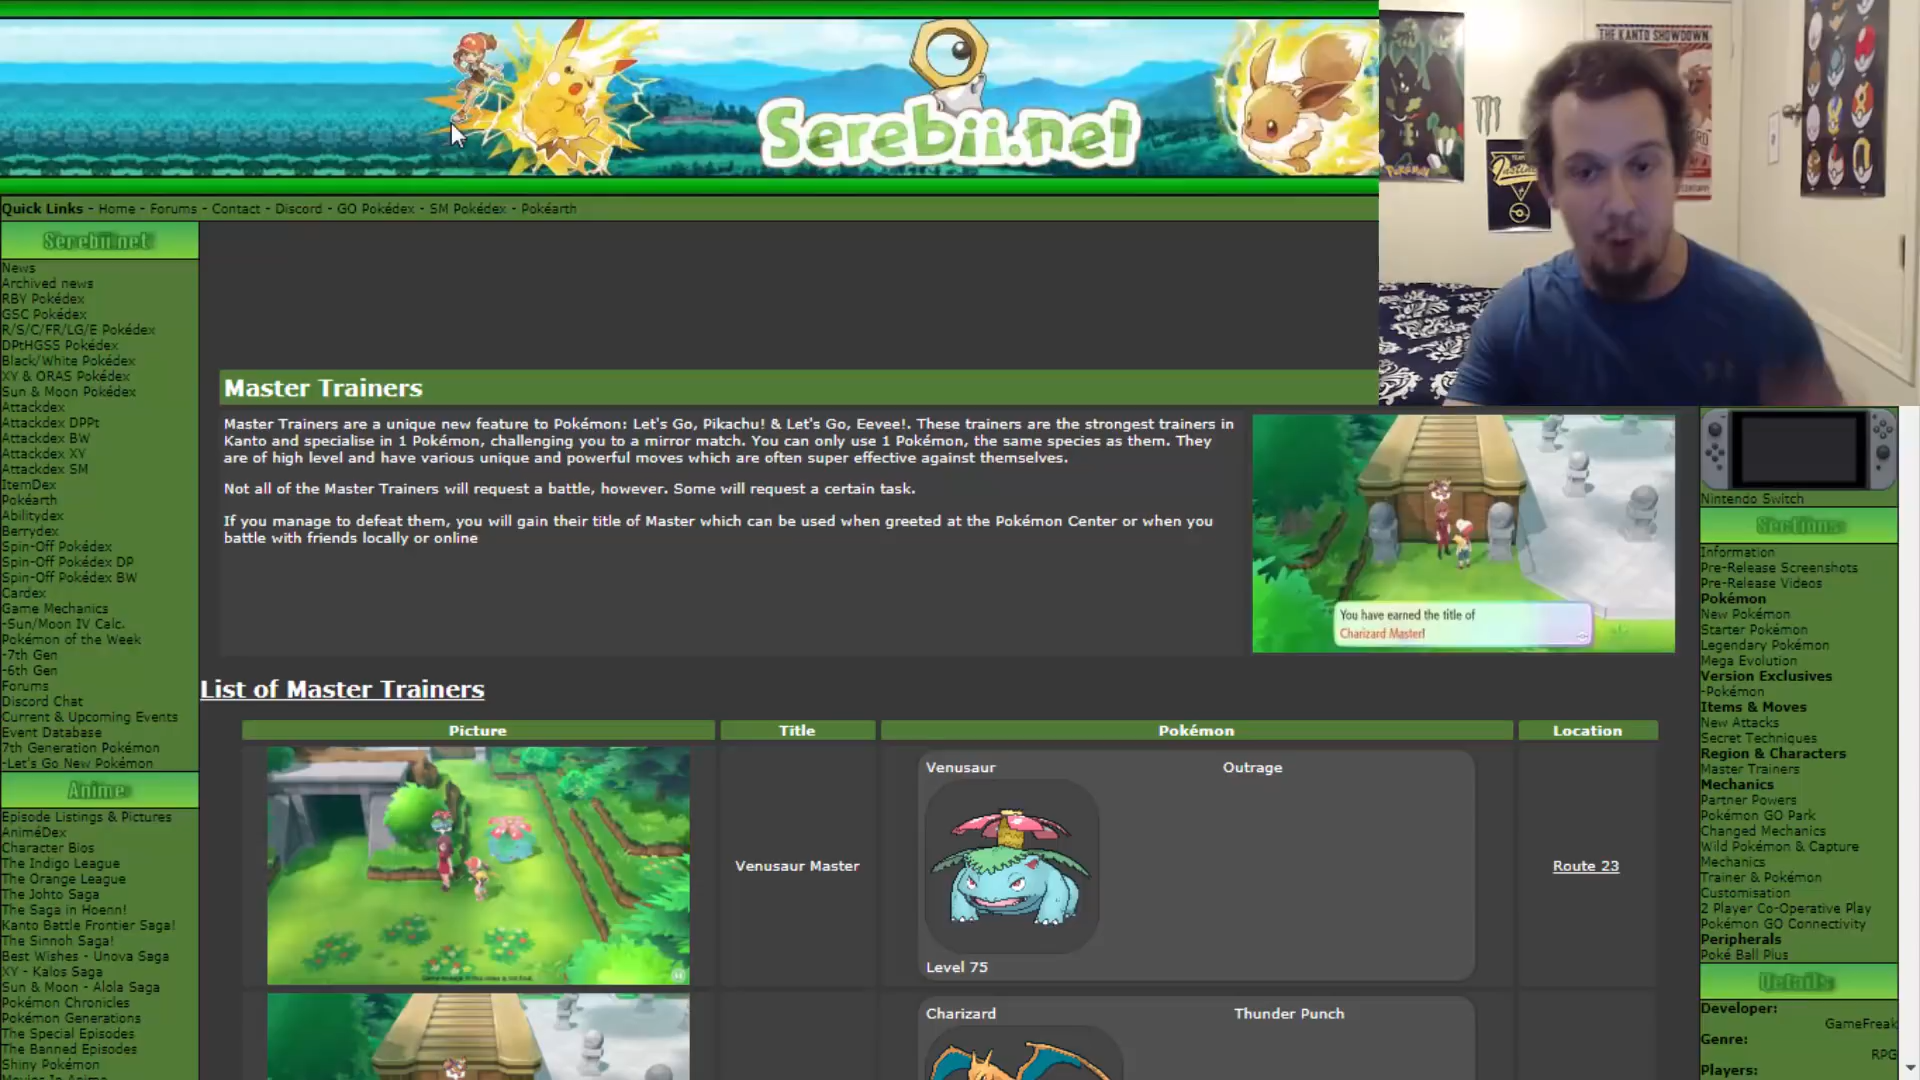 Serebii.net
THE KANTO SHOWDOWN
Quick Links - Home - Forums - Contact - Discord - GO Pokédex - SM Pokédex - Pokéarth
Serebii.net
News
Archived news
RBY Pokédex
GSC Pokédex
R/S/C/FR/LG/E Pokédex
DPtHGSS Pokédex
Black/White Pokédex
XY & ORAS Pokédex
Sun & Moon Pokédex
Attackdex
Attackdex DPPt
Attackdex BW
Attackdex XY
Attackdex SM
ItemDex
Pokéarth
Abilitydex
Berrydex
Spin-Off Pokédex
Spin-Off Pokédex DP
Spin-Off Pokédex BW
Cardex
Game Mechanics
-Sun/Moon IV Calc.
Pokémon of the Week
-7th Gen
-6th Gen
Forums
Discord Chat
Current & Upcoming Events
Event Database
7th Generation Pokémon
-Let's Go New Pokémon
Anime
Episode Listings & Pictures
AniméDex
Character Bios
The Indigo League
The Orange League
The Johto Saga
The Saga in Hoenn!
Kanto Battle Frontier Saga!
The Sinnoh Saga!
Best Wishes - Unova Saga
XY - Kalos Saga
Sun & Moon - Alola Saga
Pokémon Chronicles
Pokémon Generations
The Special Episodes
The Banned Episodes
Shiny Pokémon
Movies In Anime
Master Trainers
Master Trainers are a unique new feature to Pokémon: Let's Go, Pikachu! & Let's Go, Eevee!. These trainers are the strongest trainers in
Kanto and specialise in 1 Pokémon, challenging you to a mirror match. You can only use 1 Pokémon, the same species as them. They
are of high level and have various unique and powerful moves which are often super effective against themselves.
Not all of the Master Trainers will request a battle, however. Some will request a certain task.
If you manage to defeat them, you will gain their title of Master which can be used when greeted at the Pokémon Center or when you
battle with friends locally or online
You have earned the title of
Charizard Master!
List of Master Trainers
Picture Title Pokémon Location
Venusaur Outrage
Venusaur Master
Route 23
Level 75
Charizard Thunder Punch
Nintendo Switch
Sections
Information
Pre-Release Screenshots
Pre-Release Videos
Pokémon
New Pokémon
Starter Pokémon
Legendary Pokémon
Mega Evolution
Version Exclusives
-Pokémon
Items & Moves
New Attacks
Secret Techniques
Region & Characters
Master Trainers
Mechanics
Partner Powers
Pokémon GO Park
Changed Mechanics
Wild Pokémon & Capture
Mechanics
Trainer & Pokémon
Customisation
2 Player Co-Operative Play
Pokémon GO Connectivity
Peripherals
Poké Ball Plus
Details
Developer:
GameFreak
Genre:
RPG
Players: